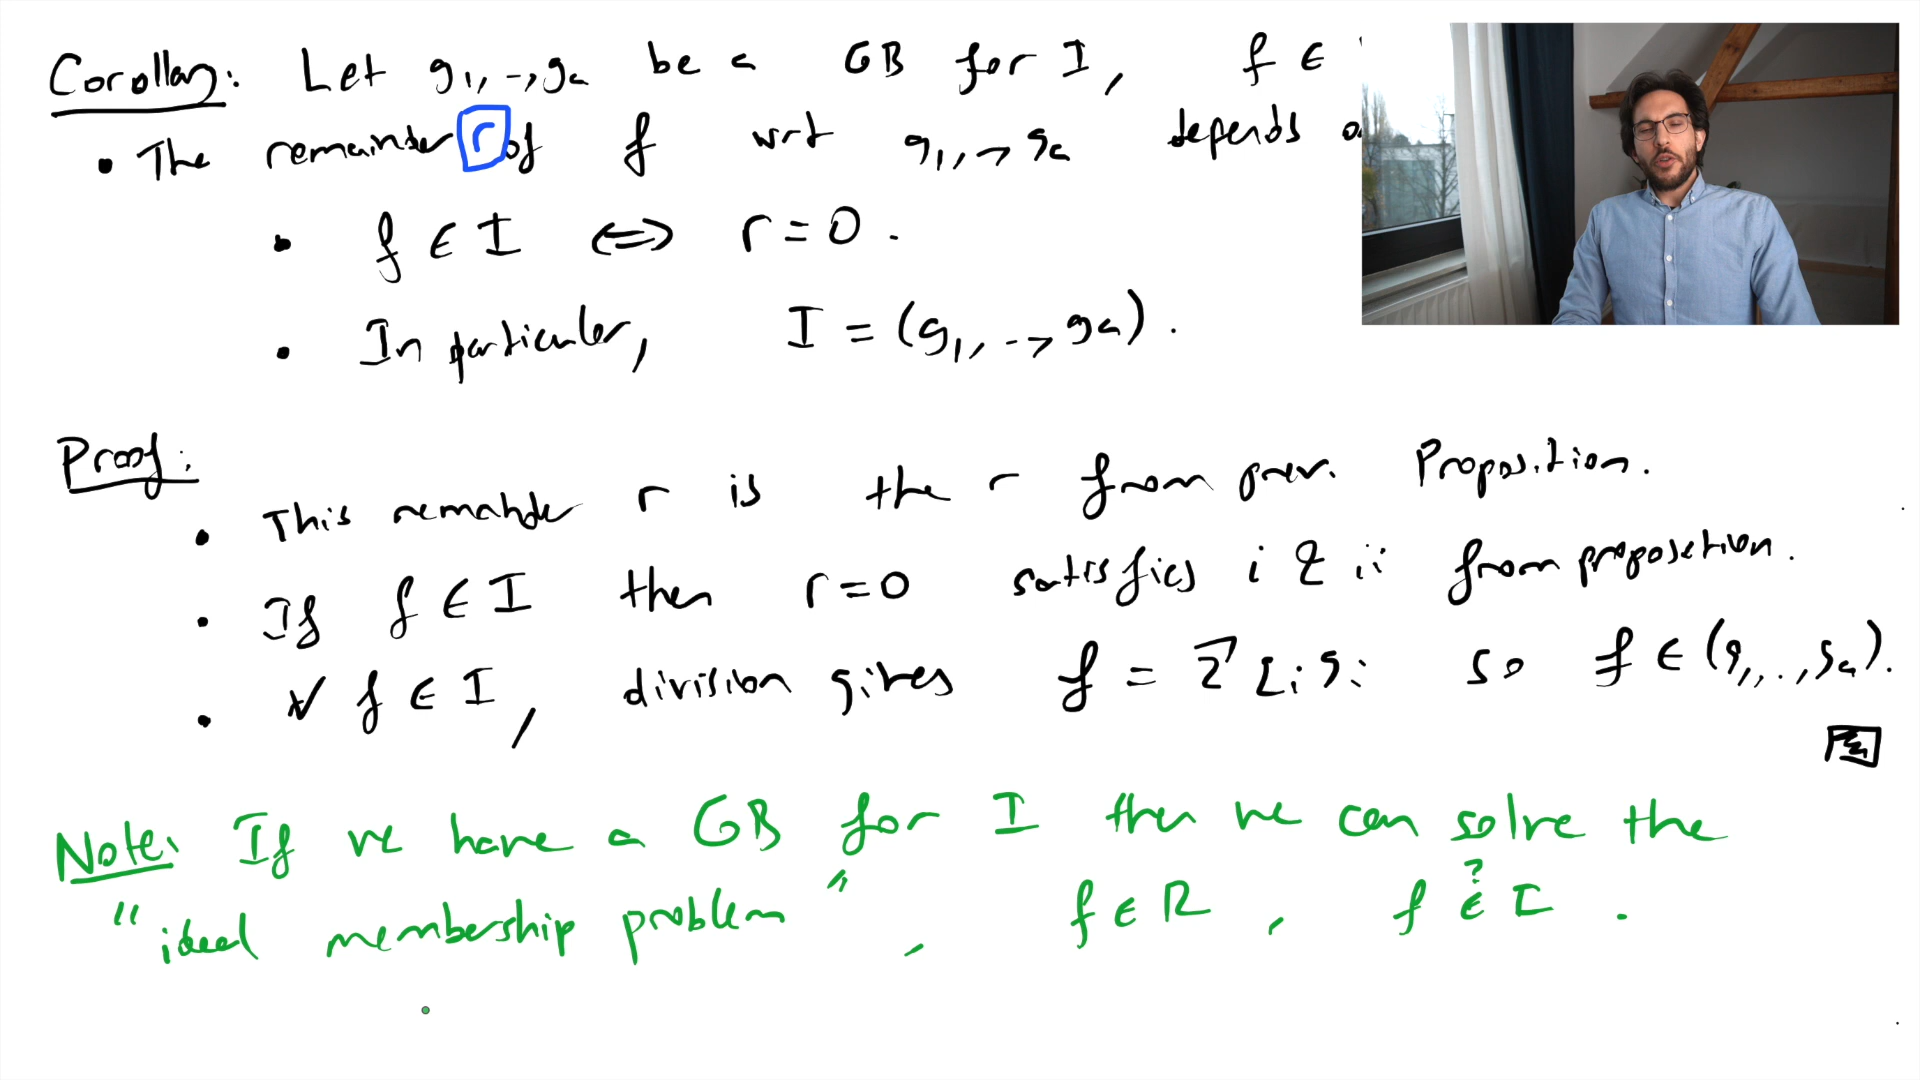 Corollary: Let g₁, .., gₐ be a GB for I, f ∈
• The remainder r of f wrt g₁, .., gₐ depends o
• f ∈ I ⟺ r = 0.
• In particular, I = (g₁, .., gₐ).
Proof:
• This remainder r is the r from prev. Proposition.
• If f ∈ I then r = 0 satisfies i & ii from proposition.
• ∀ f ∈ I, division gives f = Σ qᵢ gᵢ so f ∈ (g₁, .., gₐ).
Note: If we have a GB for I then we can solve the
"ideal membership problem", f ∈ R, f ∈? I.